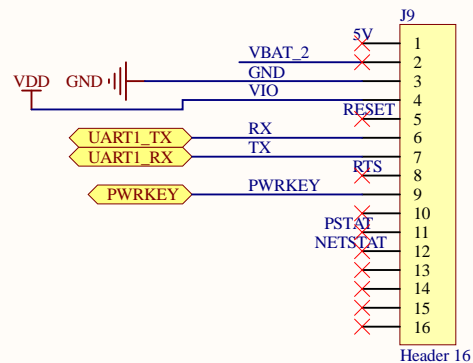 J9
5V 1
VBAT_2 2
VDD GND GND 3
VIO 4
RESET 5
UART1_TX RX 6
UART1_RX TX 7
RTS 8
PWRKEY PWRKEY 9
10
PSTAT 11
NETSTAT 12
13
14
15
16
Header 16